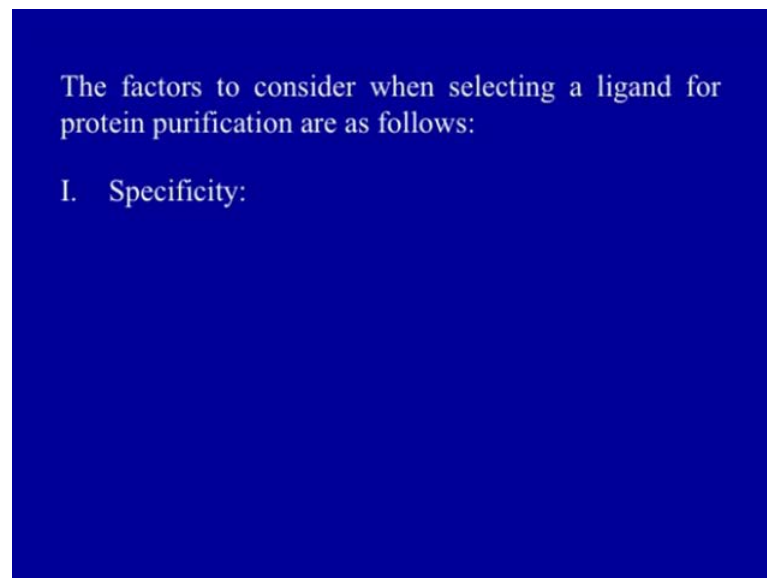 The factors to consider when selecting a ligand for
protein purification are as follows:
I. Specificity: